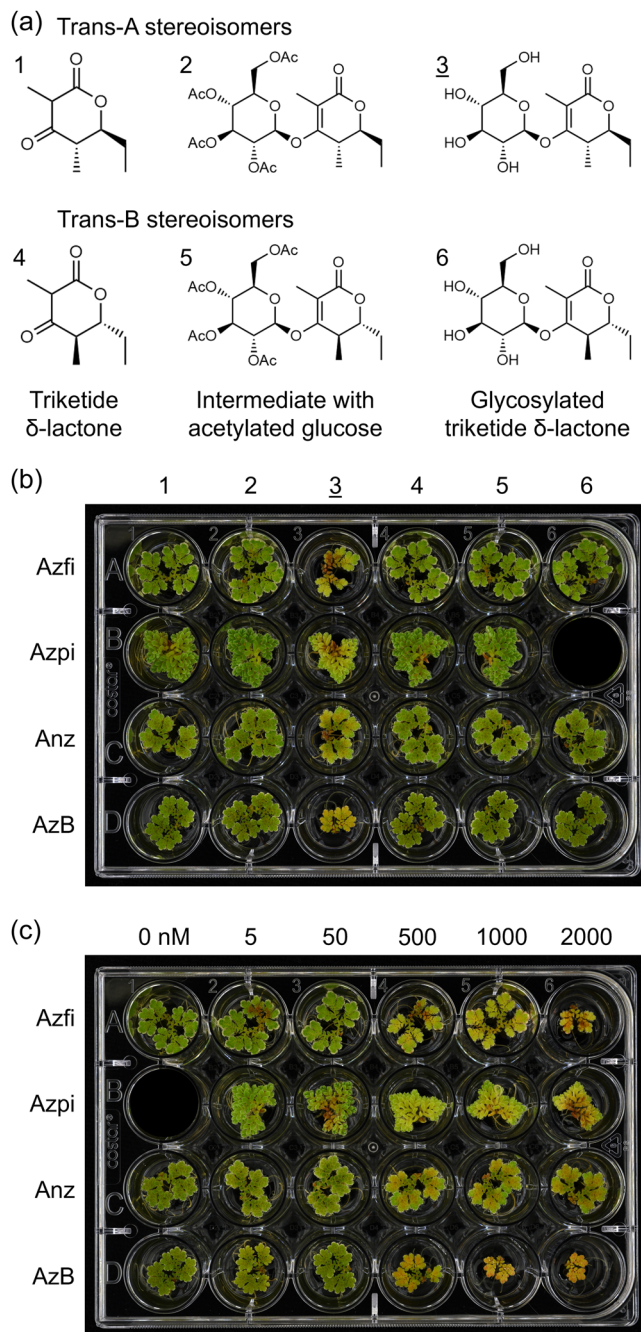 (a) Trans-A stereoisomers
1 2 3
O O OAc AcO O AcO OAc O O O O OH HO O HO OH O O O
Trans-B stereoisomers
4 5 6
O O OAc AcO O AcO OAc O O O O OH HO O HO OH O O O
Triketide Intermediate with Glycosylated
δ-lactone acetylated glucose triketide δ-lactone
(b) 1 2 3 4 5 6
Azfi A
Azpi B
costar®
Anz C
AzB D
(c) 0 nM 5 50 500 1000 2000
Azfi A
Azpi B
costar®
Anz C
AzB D